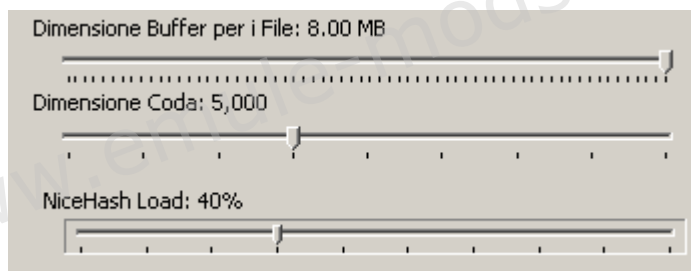 Dimensione Buffer per i File: 8.00 MB
Dimensione Coda: 5,000
NiceHash Load: 40%